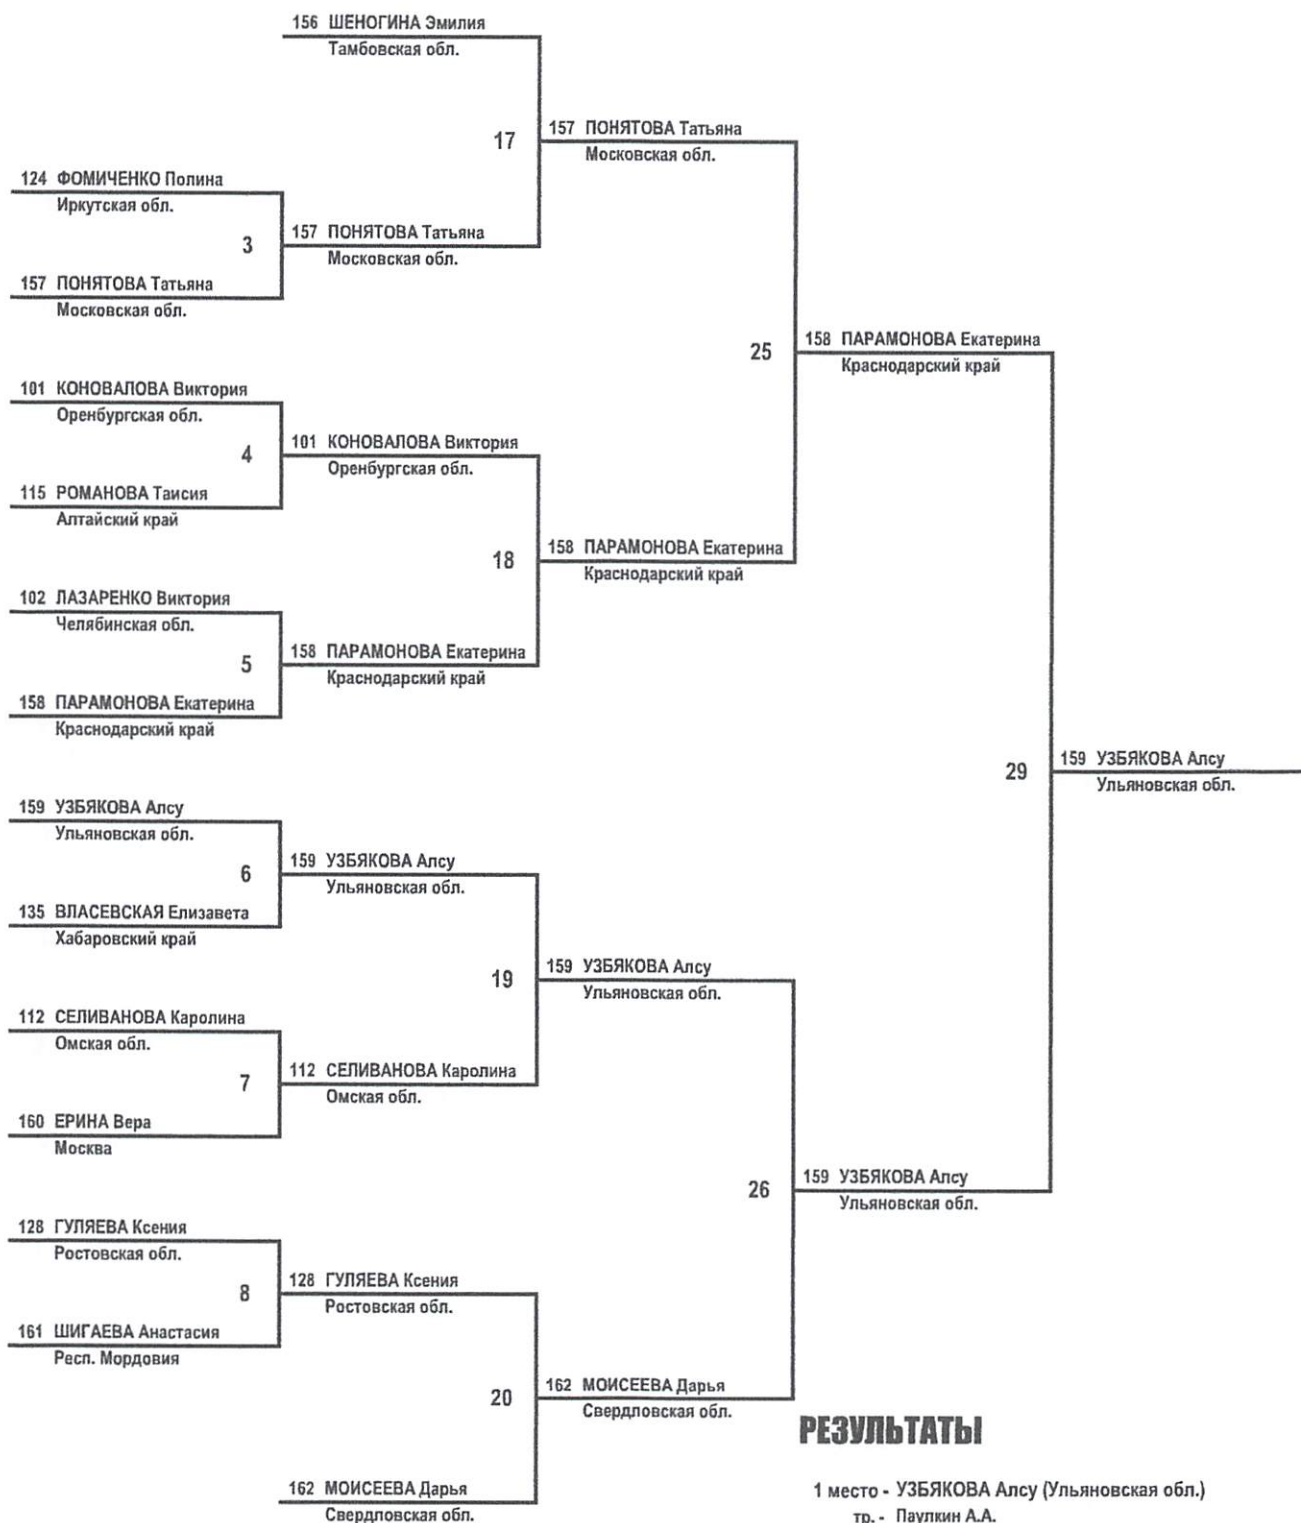 156 ШЕНОГИНА Эмилия
Тамбовская обл.
17
157 ПОНЯТОВА Татьяна
Московская обл.
124 ФОМИЧЕНКО Полина
Иркутская обл.
3
157 ПОНЯТОВА Татьяна
Московская обл.
157 ПОНЯТОВА Татьяна
Московская обл.
25
158 ПАРАМОНОВА Екатерина
Краснодарский край
101 КОНОВАЛОВА Виктория
Оренбургская обл.
4
101 КОНОВАЛОВА Виктория
Оренбургская обл.
115 РОМАНОВА Таисия
Алтайский край
18
158 ПАРАМОНОВА Екатерина
Краснодарский край
102 ЛАЗАРЕНКО Виктория
Челябинская обл.
5
158 ПАРАМОНОВА Екатерина
Краснодарский край
158 ПАРАМОНОВА Екатерина
Краснодарский край
29
159 УЗБЯКОВА Алсу
Ульяновская обл.
159 УЗБЯКОВА Алсу
Ульяновская обл.
6
159 УЗБЯКОВА Алсу
Ульяновская обл.
135 ВЛАСЕВСКАЯ Елизавета
Хабаровский край
19
159 УЗБЯКОВА Алсу
Ульяновская обл.
112 СЕЛИВАНОВА Каролина
Омская обл.
7
112 СЕЛИВАНОВА Каролина
Омская обл.
160 ЕРИНА Вера
Москва
26
159 УЗБЯКОВА Алсу
Ульяновская обл.
128 ГУЛЯЕВА Ксения
Ростовская обл.
8
128 ГУЛЯЕВА Ксения
Ростовская обл.
161 ШИГАЕВА Анастасия
Респ. Мордовия
20
162 МОИСЕЕВА Дарья
Свердловская обл.
162 МОИСЕЕВА Дарья
Свердловская обл.
РЕЗУЛЬТАТЫ
1 место - УЗБЯКОВА Алсу (Ульяновская обл.)
тр. - Паулкин А.А.